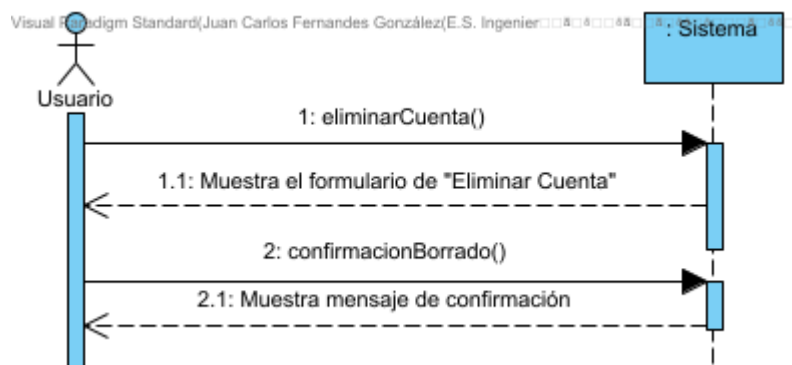 Visual Paradigm Standard(Juan Carlos Fernandes González(E.S.
: Sistema
Usuario
1: eliminarCuenta()
1.1: Muestra el formulario de "Eliminar Cuenta"
2: confirmacionBorrado()
2.1: Muestra mensaje de confirmación